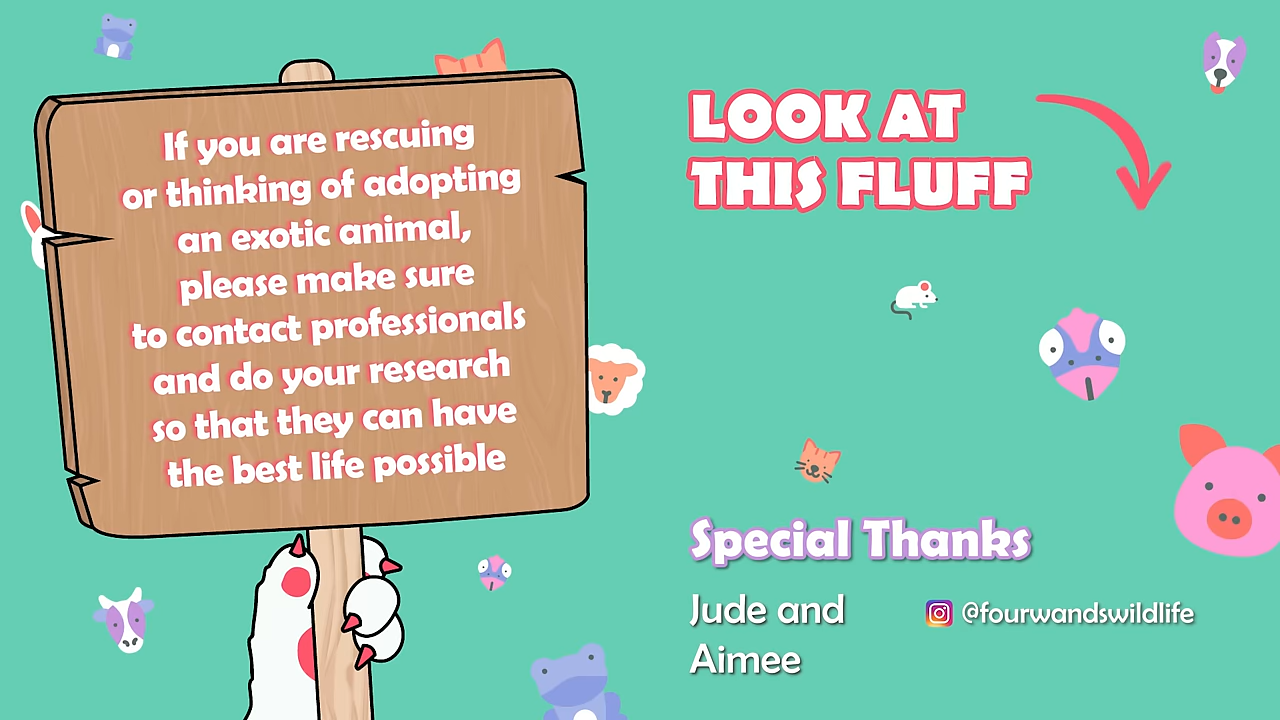 If you are rescuing
or thinking of adopting
an exotic animal,
please make sure
to contact professionals
and do your research
so that they can have
the best life possible
LOOK AT
THIS FLUFF
Special Thanks
Jude and
Aimee
@fourwandswildlife